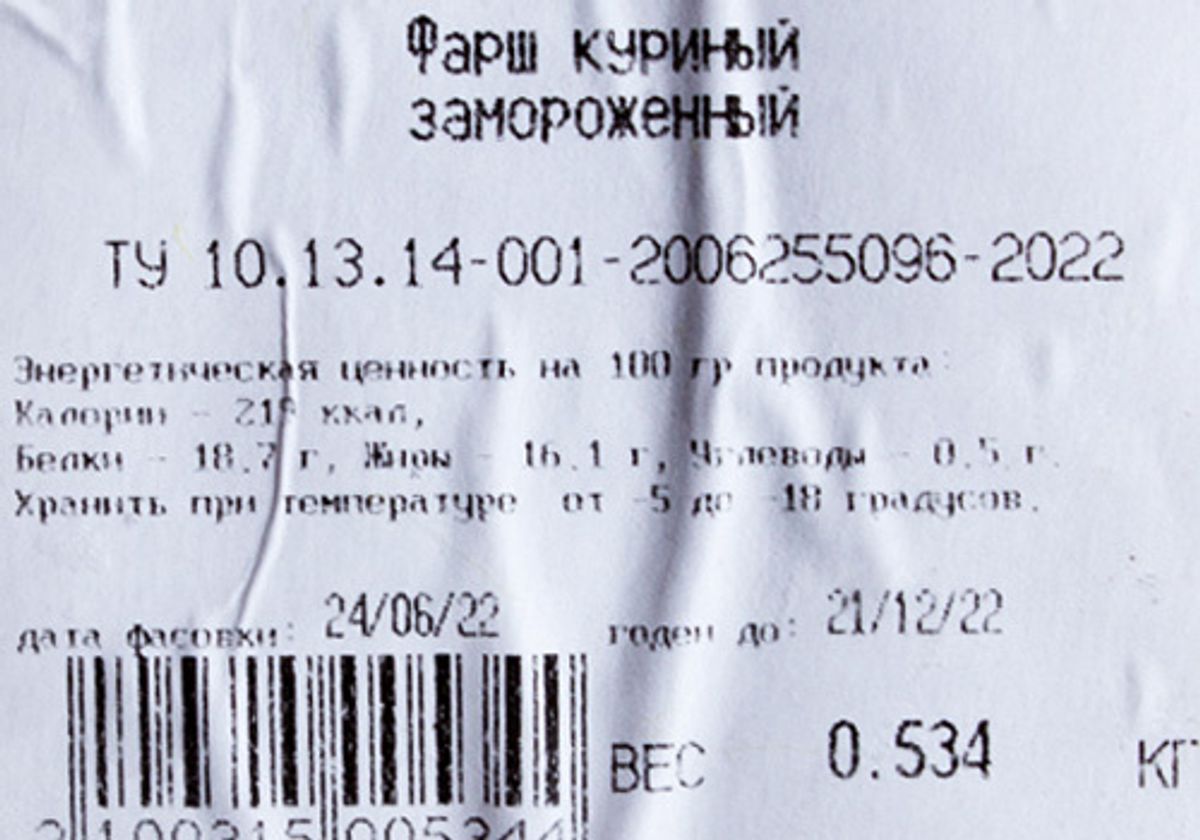 Фарш куриный
замороженный
ТУ 10.13.14-001-2006255096-2022
Энергетическая ценность на 100 гр продукта:
Калории - ккал,
Белки - 18.7 г, Жиры - 16.1 г, Углеводы - 0.5 г.
Хранить при температуре от -5 до -18 градусов.
дата фасовки: 24/06/22 годен до: 21/12/22
ВЕС 0.534 КГ